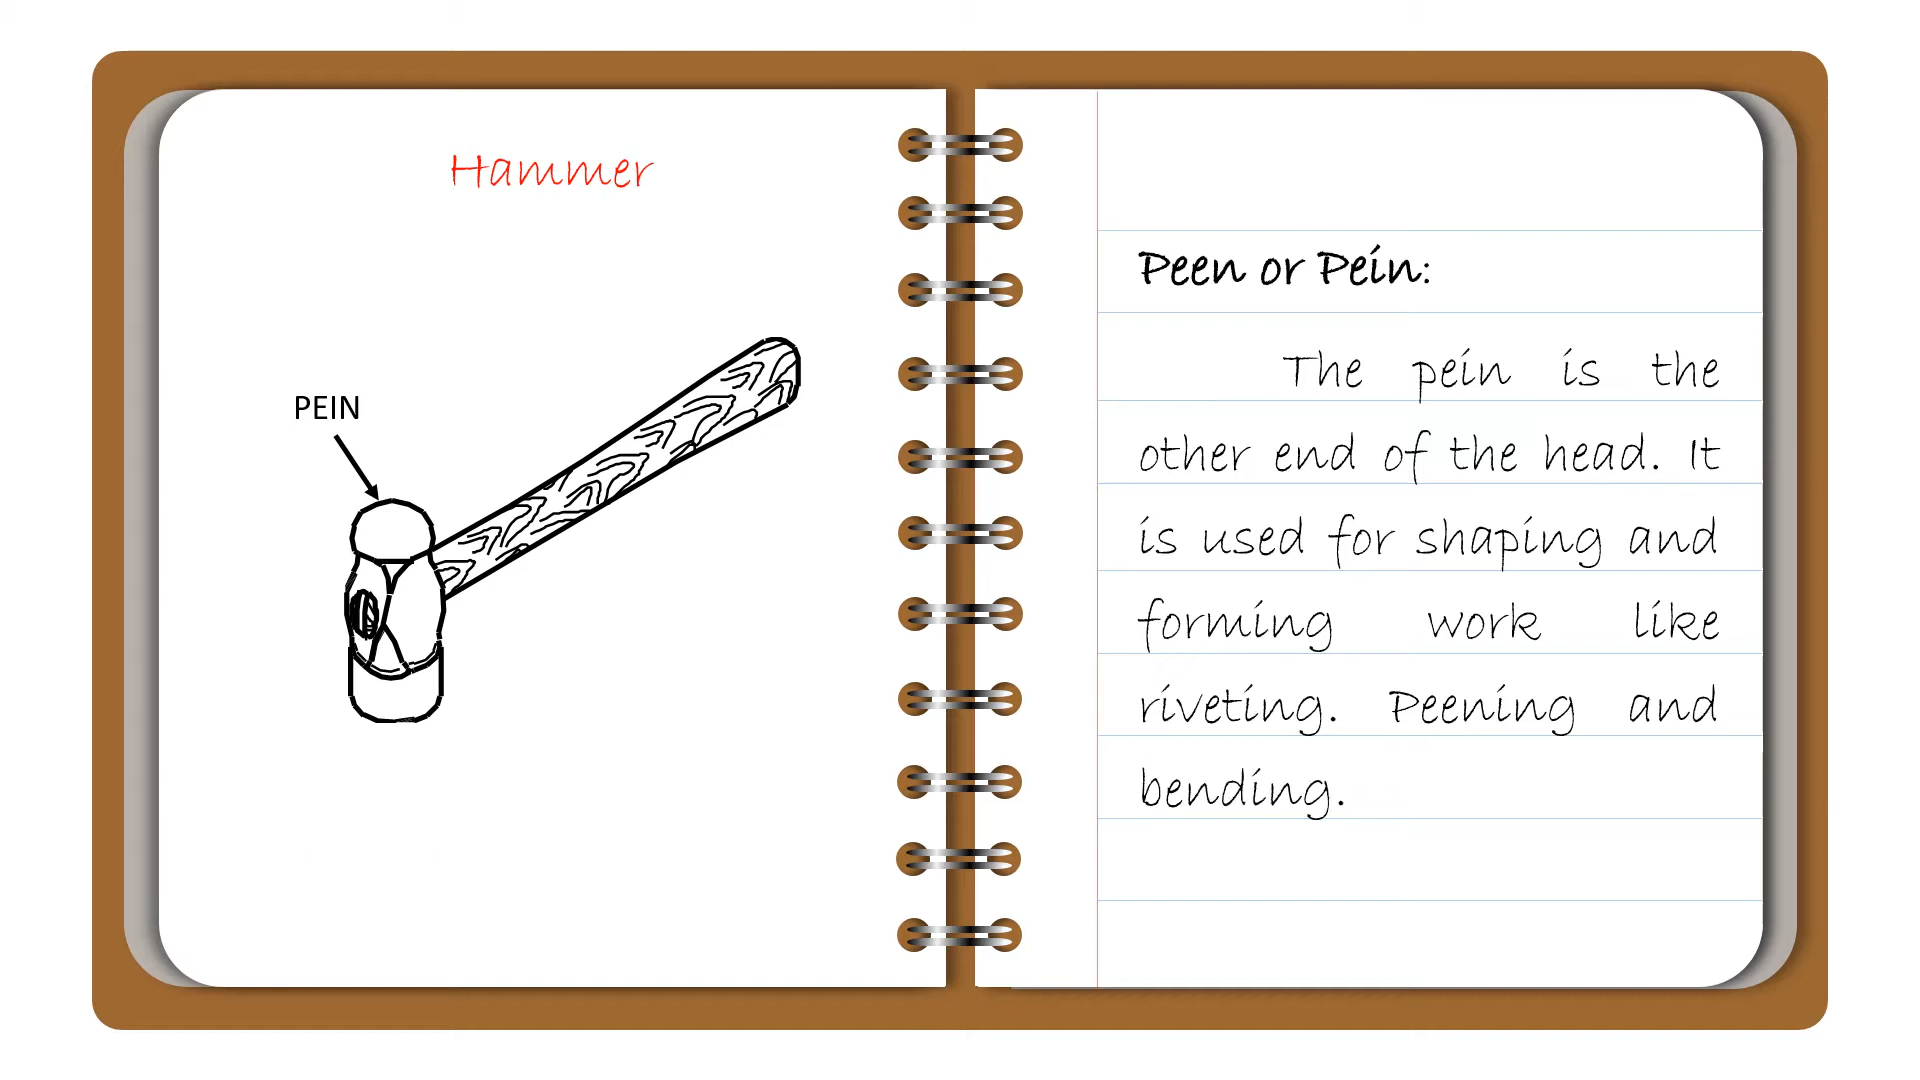 Hammer
PEIN
Peen or Pein:
The pein is the
other end of the head. It
is used for shaping and
forming work like
riveting. Peening and
bending.